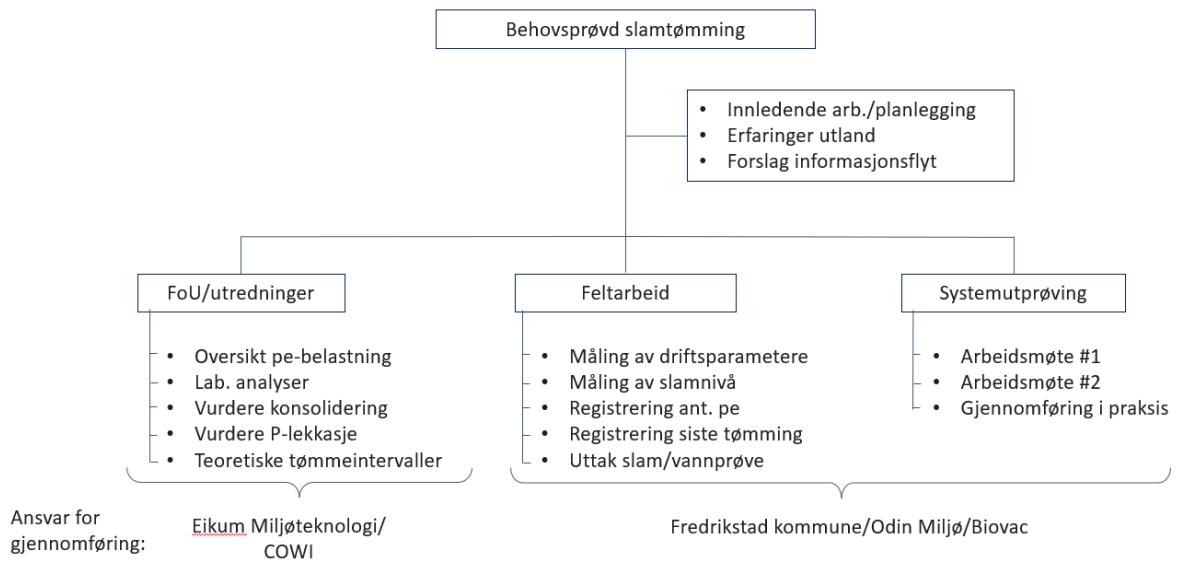 Behovsprøvd slamtømming
• Innledende arb./planlegging
• Erfaringer utland
• Forslag informasjonsflyt
FoU/utredninger
• Oversikt pe-belastning
• Lab. analyser
• Vurdere konsolidering
• Vurdere P-lekkasje
• Teoretiske tømmeintervaller
Feltarbeid
• Måling av driftsparametere
• Måling av slamnivå
• Registrering ant. pe
• Registrering siste tømming
• Uttak slam/vannprøve
Systemutprøving
• Arbeidsmøte #1
• Arbeidsmøte #2
• Gjennomføring i praksis
Ansvar for
gjennomføring:
Eikum Miljøteknologi/
COWI
Fredrikstad kommune/Odin Miljø/Biovac